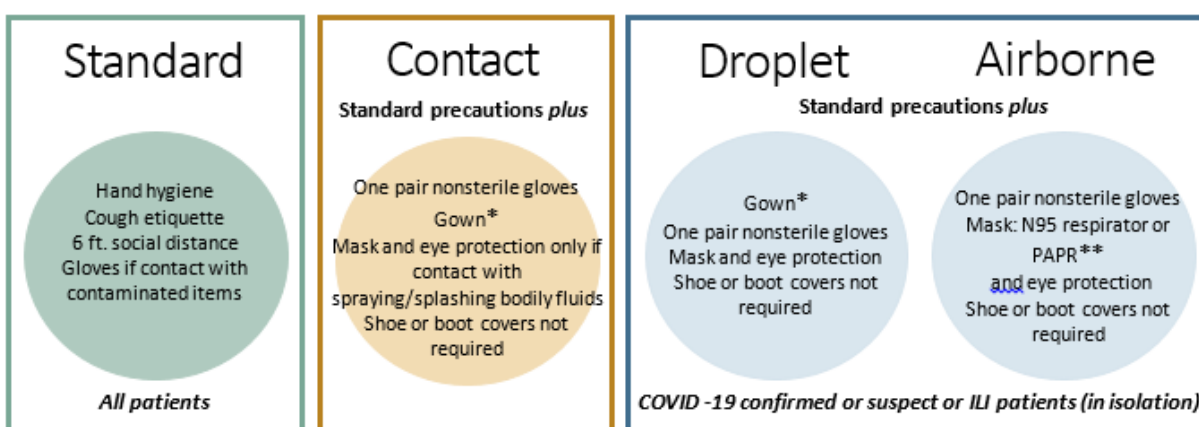 Standard
Hand hygiene
Cough etiquette
6 ft. social distance
Gloves if contact with
contaminated items
All patients
Contact
Standard precautions plus
One pair nonsterile gloves
Gown*
Mask and eye protection only if
contact with
spraying/splashing bodily fluids
Shoe or boot covers not
required
Droplet
Airborne
Standard precautions plus
Gown*
One pair nonsterile gloves
Mask and eye protection
Shoe or boot covers not
required
One pair nonsterile gloves
Mask: N95 respirator or
PAPR**
and eye protection
Shoe or boot covers not
required
COVID -19 confirmed or suspect or ILI patients (in isolation)